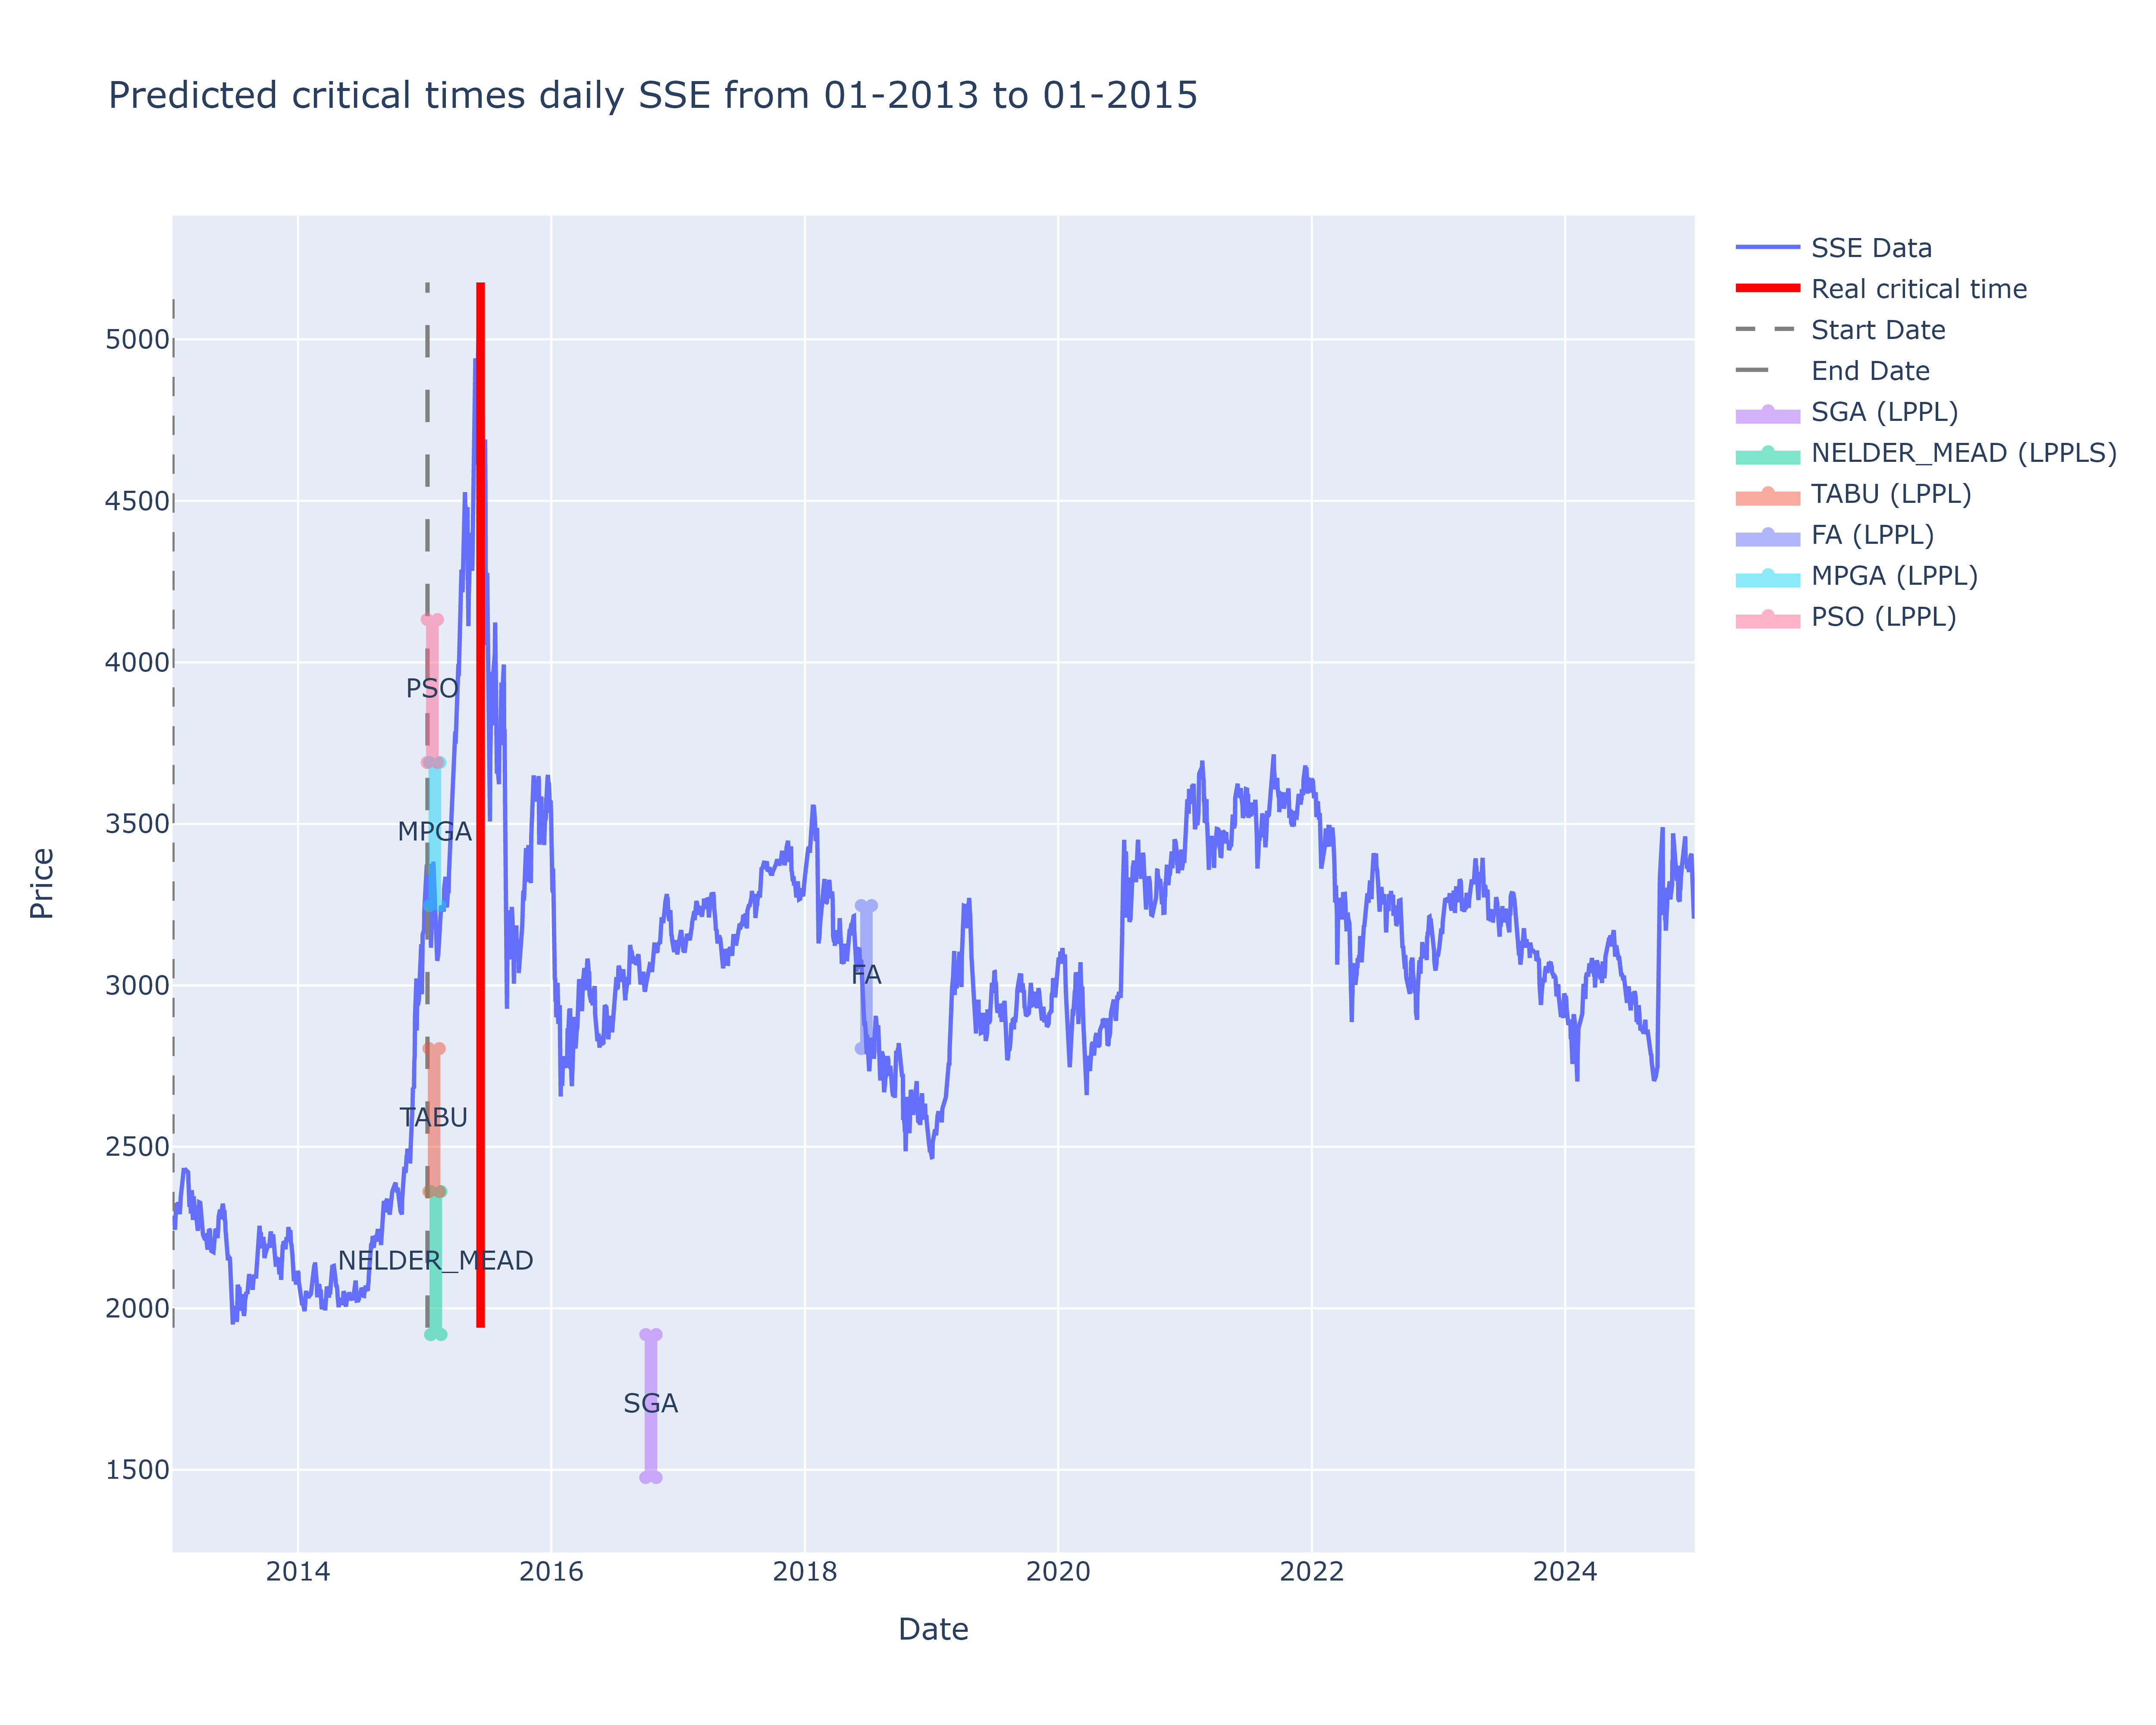 Predicted critical times daily SSE from 01-2013 to 01-2015
SSE Data
Real critical time
Start Date
End Date
SGA (LPPL)
NELDER_MEAD (LPPLS)
TABU (LPPL)
FA (LPPL)
MPGA (LPPL)
PSO (LPPL)
5000
4500
4000
3500
3000
2500
2000
1500
Price
PSO
MPGA
FA
TABU
NELDER_MEAD
SGA
2014
2016
2018
2020
2022
2024
Date